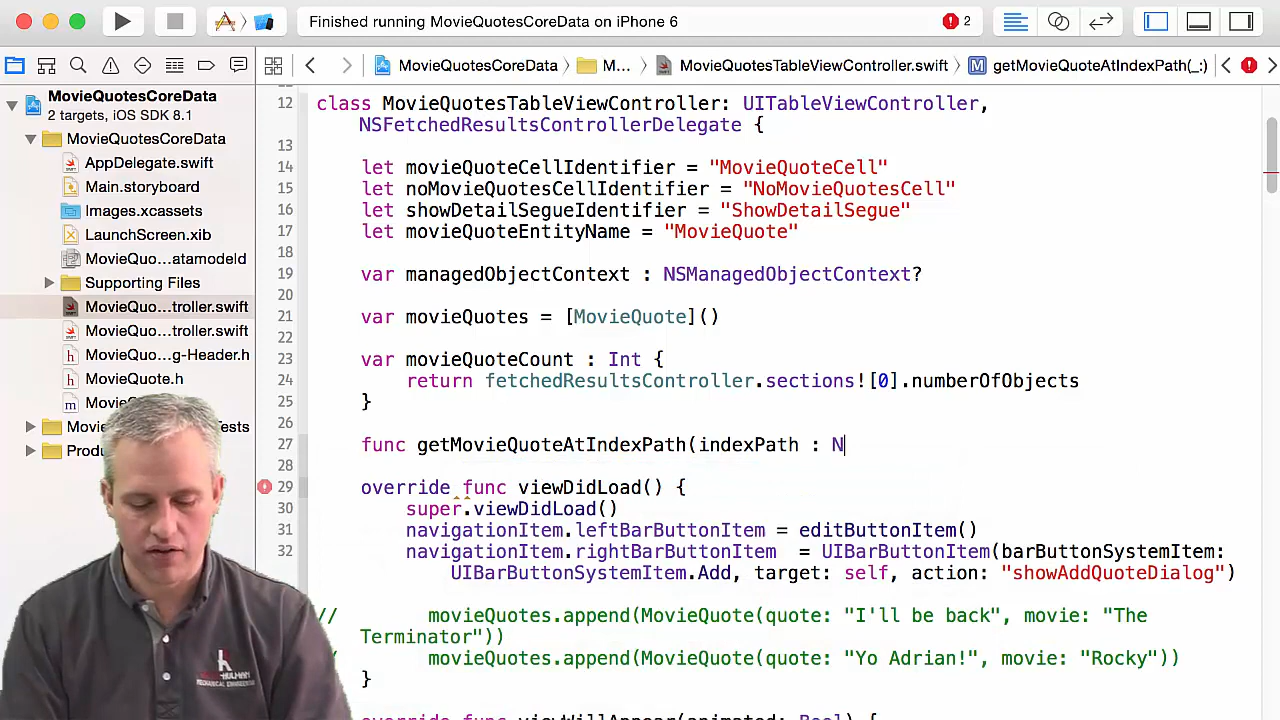 Finished running MovieQuotesCoreData on iPhone 6
2
MovieQuotesCoreData
M...
MovieQuotesTableViewController.swift
M
getMovieQuoteAtIndexPath(_:)
MovieQuotesCoreData
2 targets, iOS SDK 8.1
MovieQuotesCoreData
AppDelegate.swift
Main.storyboard
Images.xcassets
LaunchScreen.xib
MovieQuo...atamodeld
Supporting Files
MovieQuo...troller.swift
MovieQuo...troller.swift
MovieQuo...g-Header.h
MovieQuote.h
12 class MovieQuotesTableViewController: UITableViewController,
NSFetchedResultsControllerDelegate {
13
14 let movieQuoteCellIdentifier = "MovieQuoteCell"
15 let noMovieQuotesCellIdentifier = "NoMovieQuotesCell"
16 let showDetailSegueIdentifier = "ShowDetailSegue"
17 let movieQuoteEntityName = "MovieQuote"
18
19 var managedObjectContext : NSManagedObjectContext?
20
21 var movieQuotes = [MovieQuote]()
22
23 var movieQuoteCount : Int {
24 return fetchedResultsController.sections![0].numberOfObjects
25 }
26
27 func getMovieQuoteAtIndexPath(indexPath : N
28
29 override func viewDidLoad() {
30 super.viewDidLoad()
31 navigationItem.leftBarButtonItem = editButtonItem()
32 navigationItem.rightBarButtonItem = UIBarButtonItem(barButtonSystemItem:
UIBarButtonSystemItem.Add, target: self, action: "showAddQuoteDialog")
// movieQuotes.append(MovieQuote(quote: "I'll be back", movie: "The
Terminator"))
movieQuotes.append(MovieQuote(quote: "Yo Adrian!", movie: "Rocky"))
}
override func viewWillAppear(animated: Bool) {